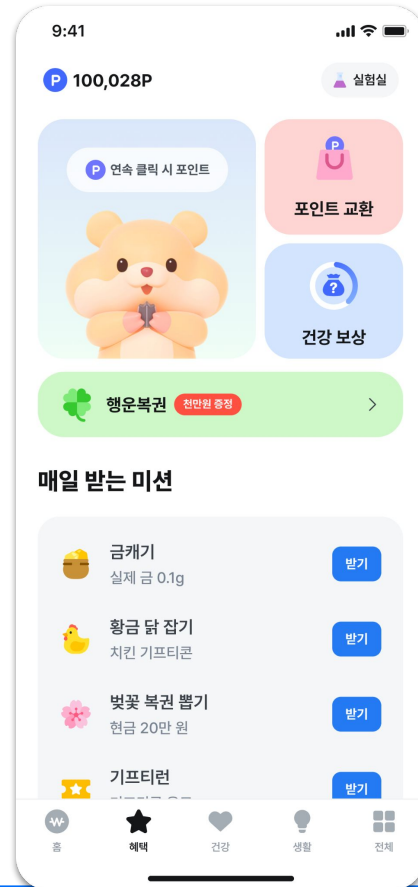 9:41
P 100,028P
실험실
P 연속 클릭 시 포인트
P
포인트 교환
?
건강 보상
행운복권 천만원 증정
매일 받는 미션
금캐기
실제 금 0.1g
받기
황금 닭 잡기
치킨 기프티콘
받기
벚꽃 복권 뽑기
현금 20만 원
받기
기프티런
받기
홈
혜택
건강
생활
전체